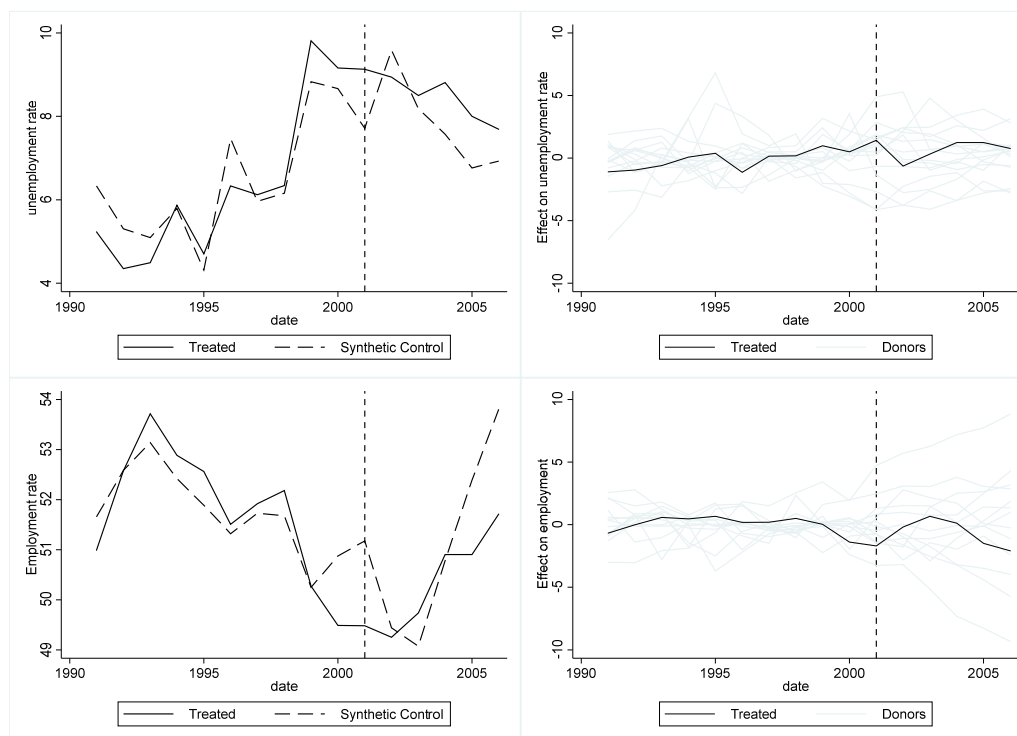 unemployment rate
10
8
6
4
1990 1995 2000 2005
date
Treated Synthetic Control
Effect on unemployment rate
10
5
0
-5
-10
1990 1995 2000 2005
date
Treated Donors
Employment rate
54
53
52
51
50
49
1990 1995 2000 2005
date
Treated Synthetic Control
Effect on employment
10
5
0
-5
-10
1990 1995 2000 2005
date
Treated Donors